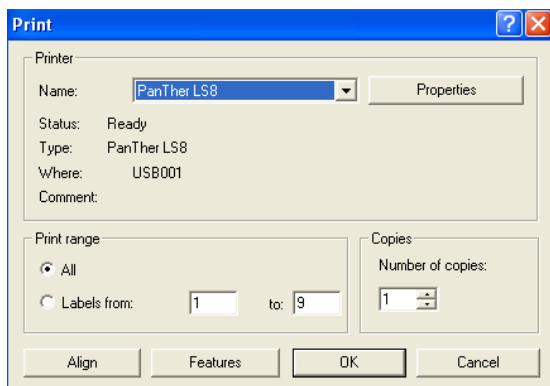 Print
Printer
Name: PanTher LS8 Properties
Status: Ready
Type: PanTher LS8
Where: USB001
Comment:
Print range Copies
All Number of copies:
Labels from: 1 to: 9 1
Align Features OK Cancel